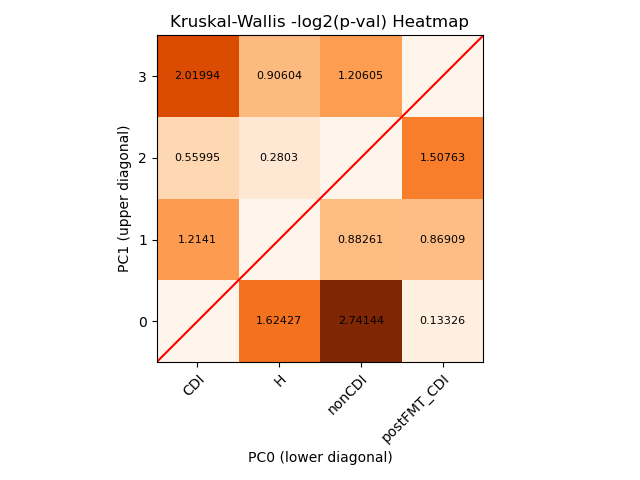 Kruskal-Wallis -log2(p-val) Heatmap
PC1 (upper diagonal)
3
2.01994
0.90604
1.20605
2
0.55995
0.2803
1.50763
1
1.2141
0.88261
0.86909
0
1.62427
2.74144
0.13326
CDI
H
nonCDI
postFMT_CDI
PC0 (lower diagonal)